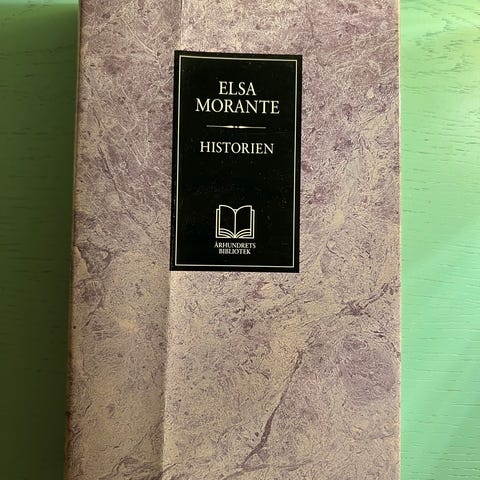 ELSA
MORANTE
HISTORIEN
ÅRHUNDRETS
BIBLIOTEK